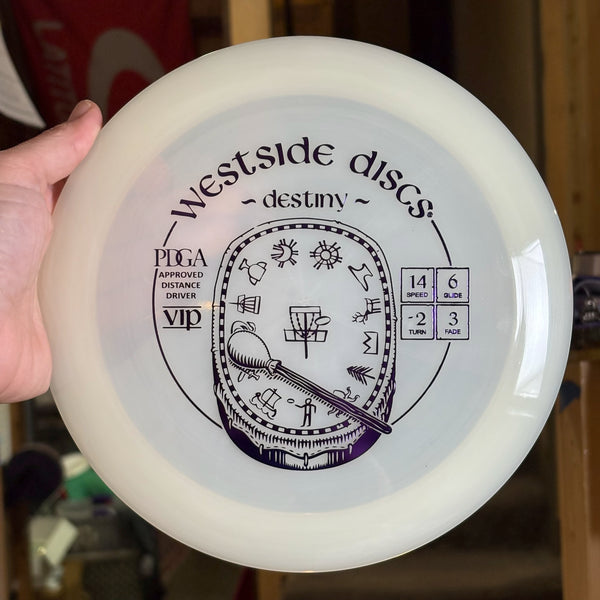 westside discs
~ destiny ~
PDGA
APPROVED
DISTANCE
DRIVER
VIP
14
SPEED
6
GLIDE
-2
TURN
3
FADE